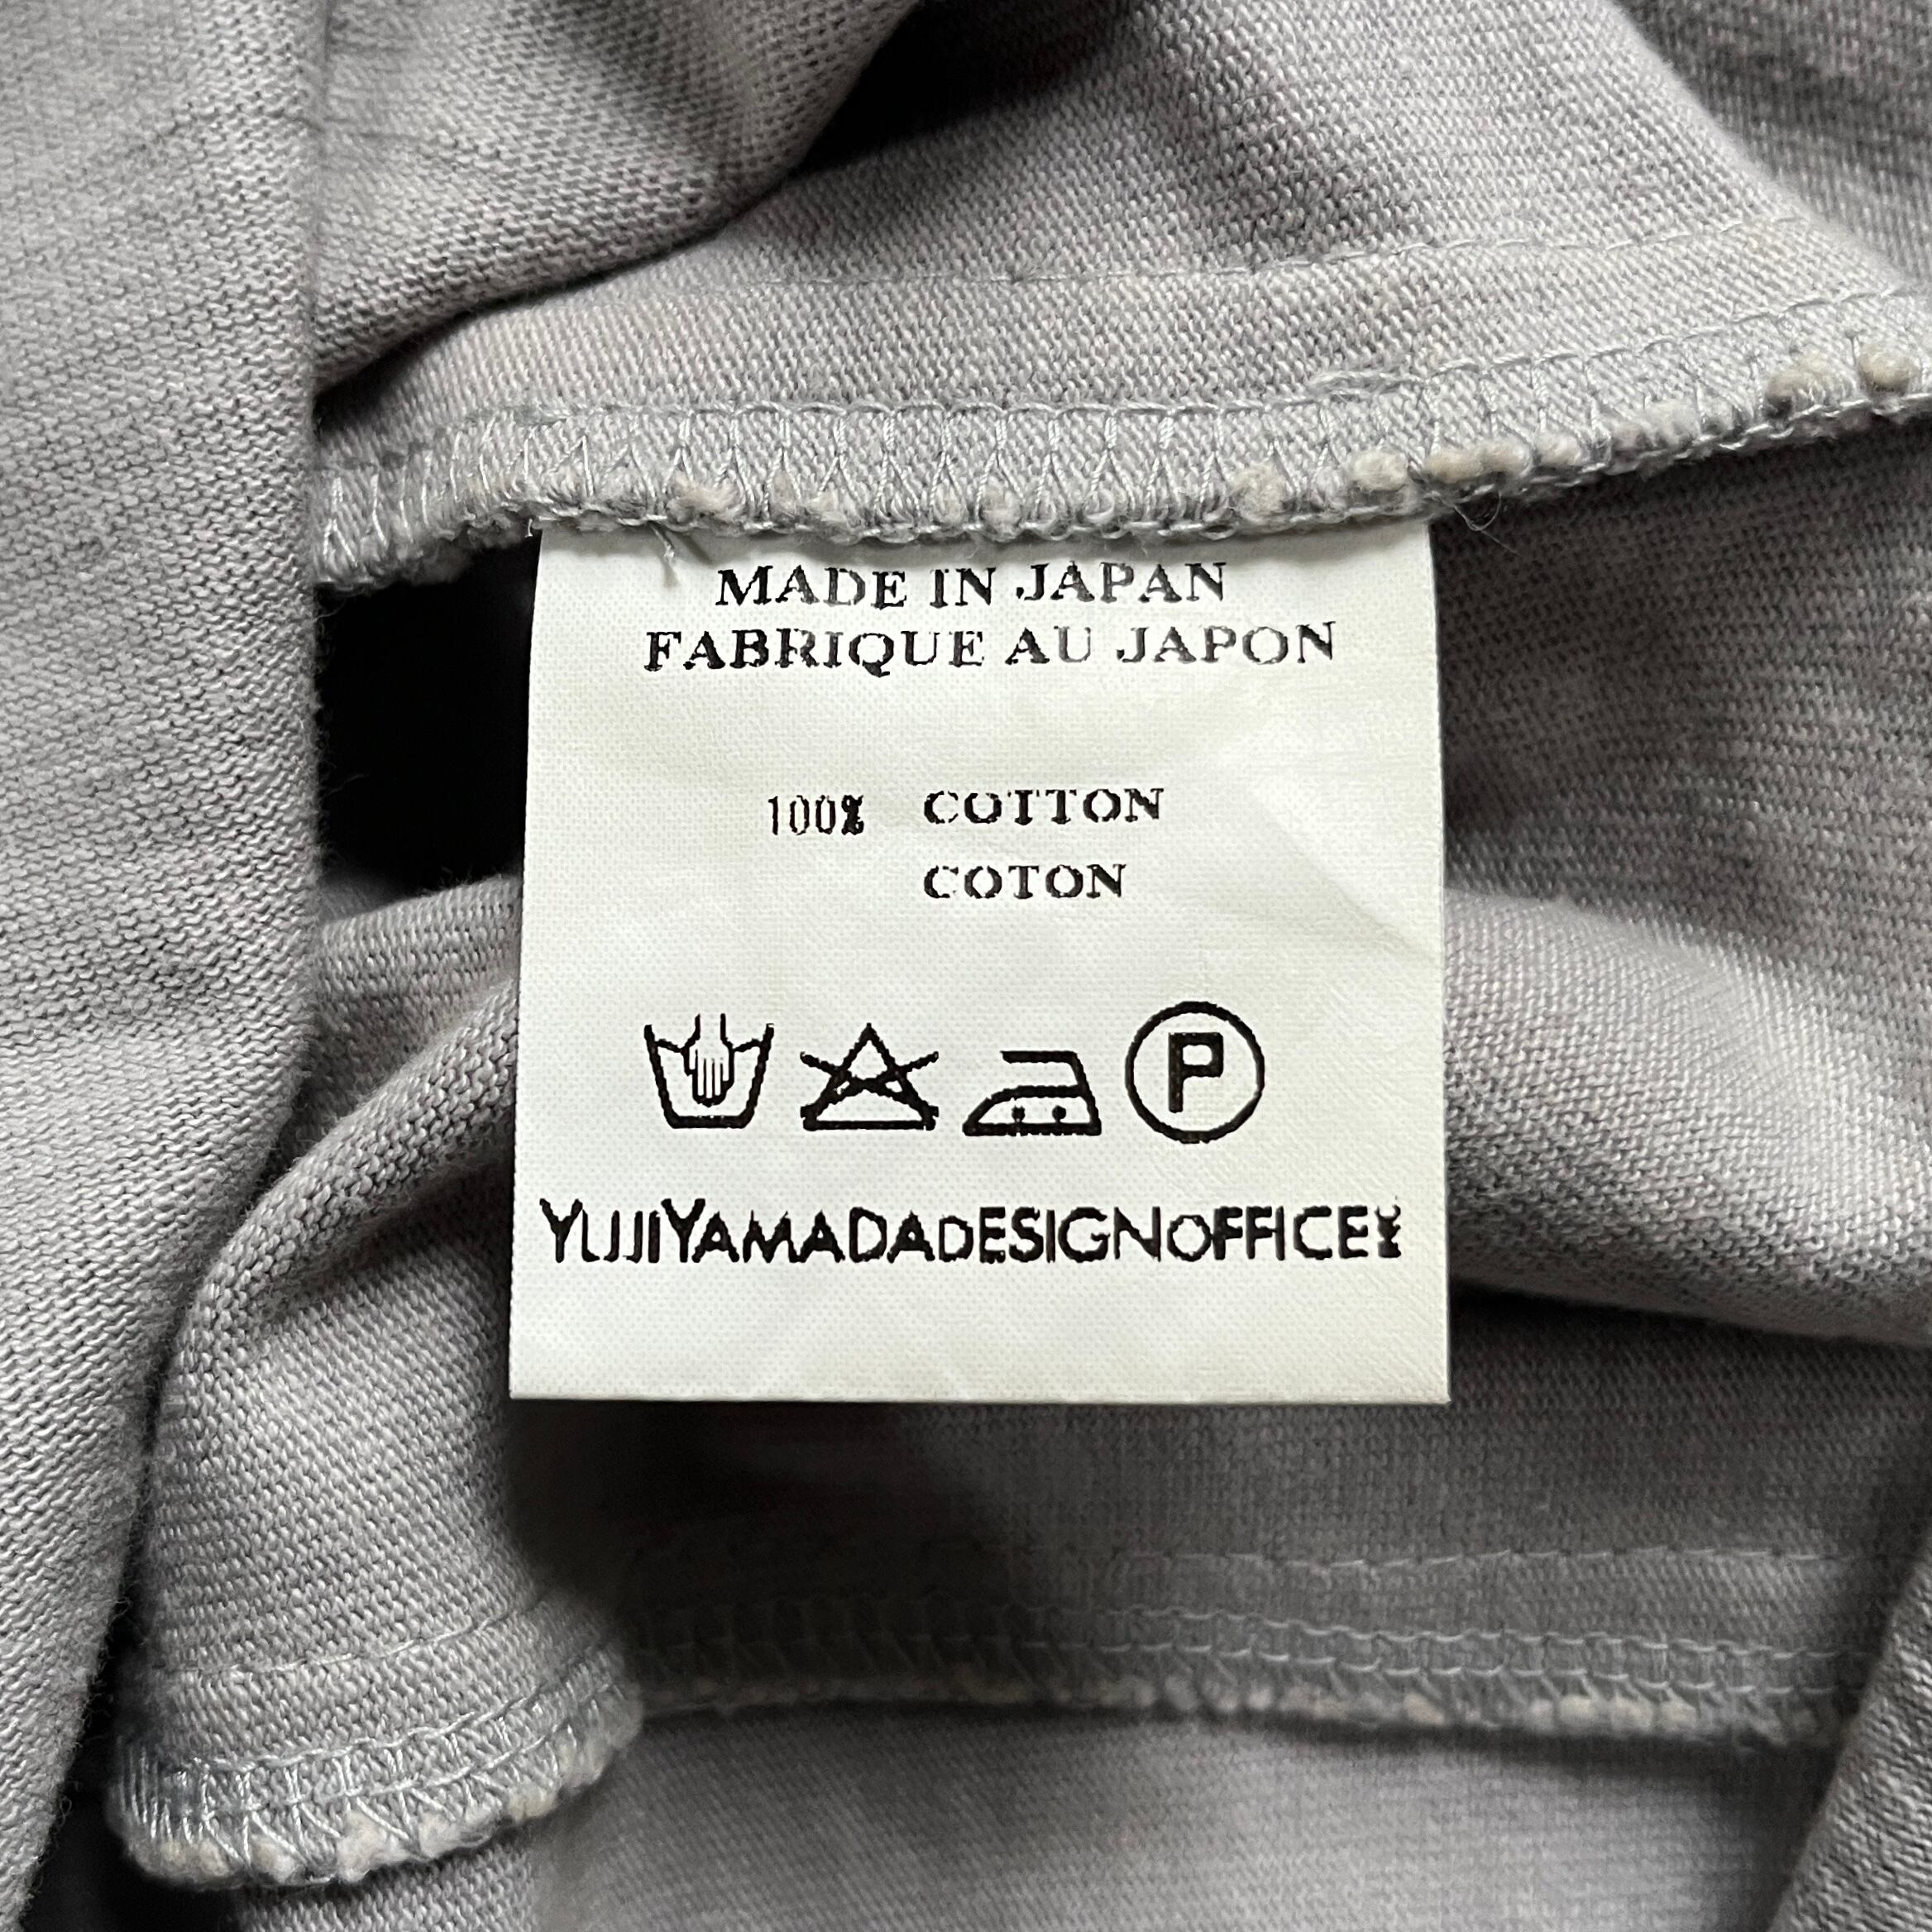 MADE IN JAPAN
FABRIQUE AU JAPON
100% COTTON
COTON
P
YUJIYAMADADESIGNOFFICE